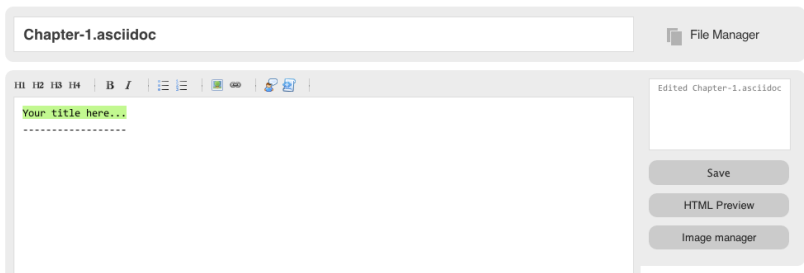 Chapter-1.asciidoc
File Manager
H1 H2 H3 H4 B I
Your title here...
------------------
Edited Chapter-1.asciidoc
Save
HTML Preview
Image manager